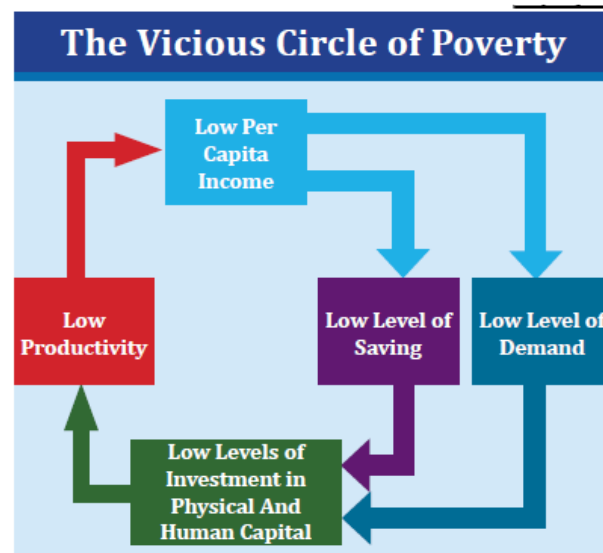 The Vicious Circle of Poverty
Low Per
Capita
Income
Low
Productivity
Low Level of
Saving
Low Level of
Demand
Low Levels of
Investment in
Physical And
Human Capital